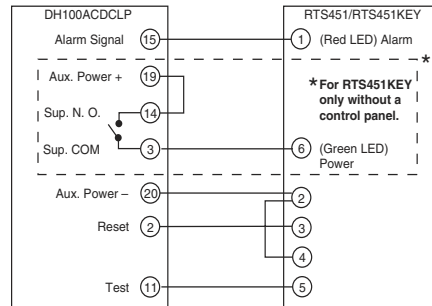 DH100ACDCLP RTS451/RTS451KEY
Alarm Signal 15 1 (Red LED) Alarm
*
Aux. Power + 19
* For RTS451KEY
only without a
control panel.
Sup. N. O. 14
Sup. COM 3 6 (Green LED)
Power
Aux. Power – 20 2
Reset 2 3
4
Test 11 5